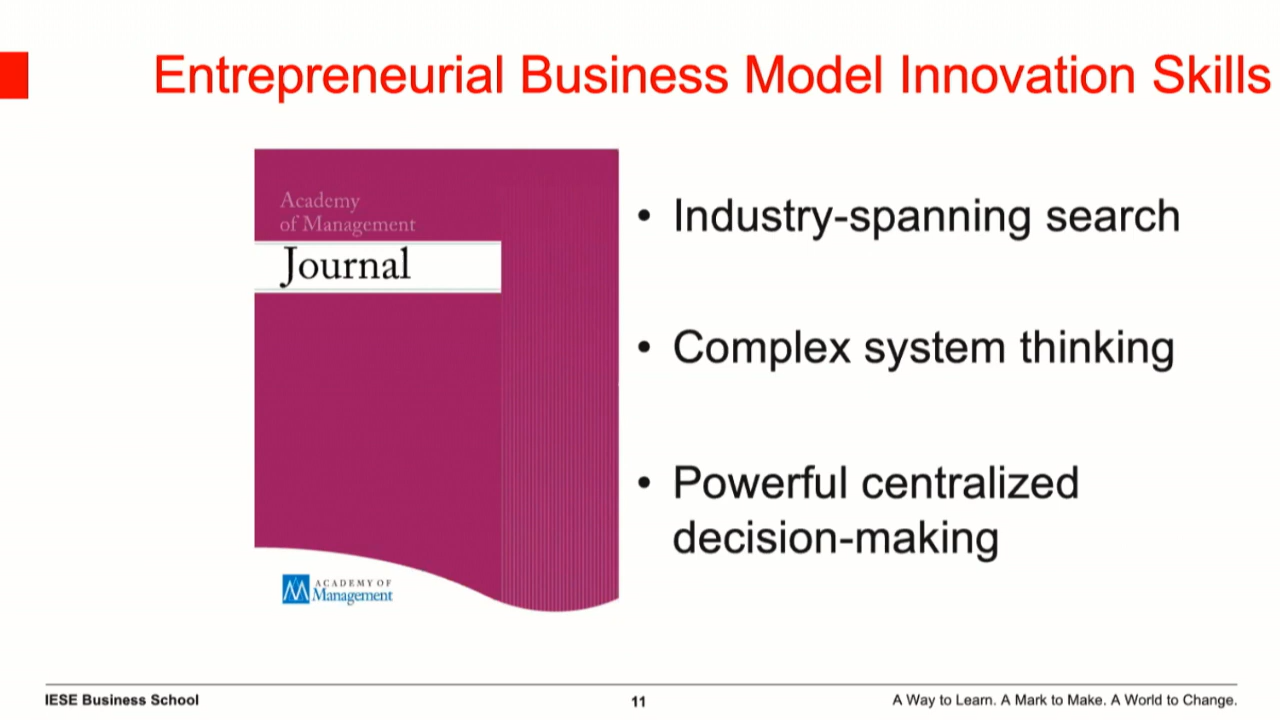 Entrepreneurial Business Model Innovation Skills
Academy
of Management
Journal
ACADEMY OF
Management
• Industry-spanning search
• Complex system thinking
• Powerful centralized
decision-making
IESE Business School
11
A Way to Learn. A Mark to Make. A World to Change.